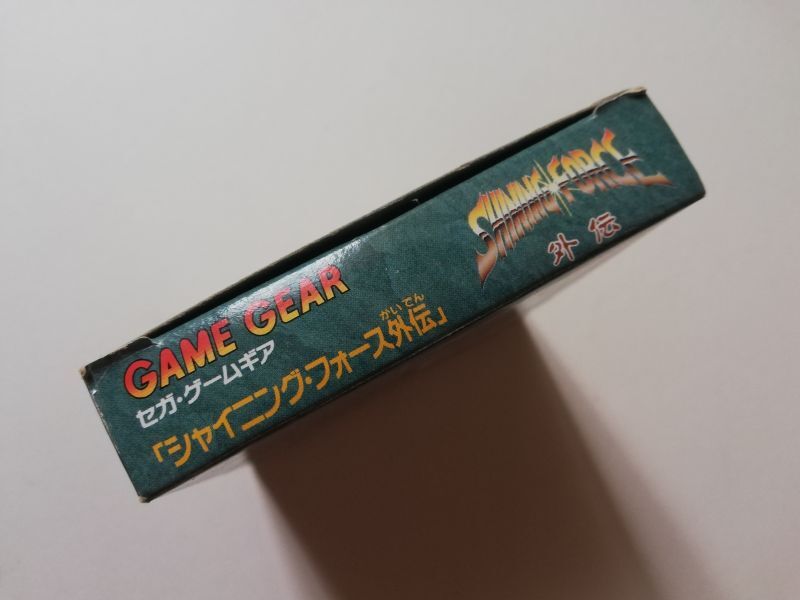 GAME GEAR
セガ・ゲームギア
がいでん
「シャイニング・フォース外伝」
SHINING FORCE
外伝